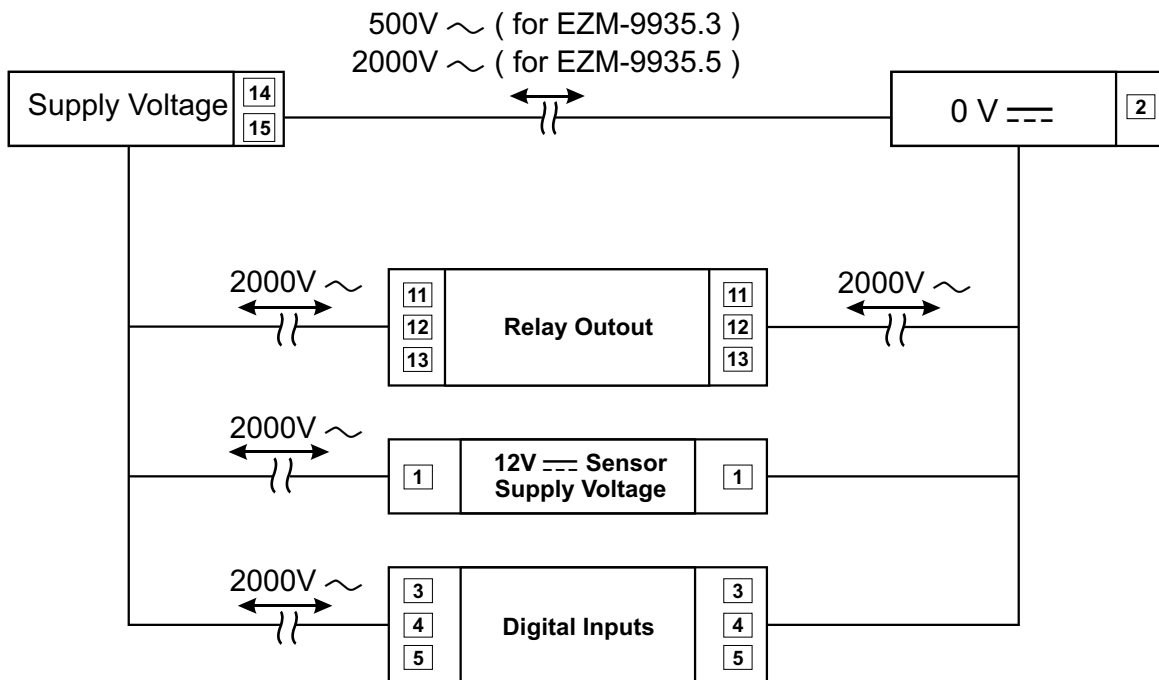 500V ～ ( for EZM-9935.3 )
2000V ～ ( for EZM-9935.5 )
Supply Voltage
14
15
0 V
2
2000V ～
2000V ～
11
12
13
Relay Outout
11
12
13
2000V ～
1
12V Sensor
Supply Voltage
1
2000V ～
3
4
5
Digital Inputs
3
4
5